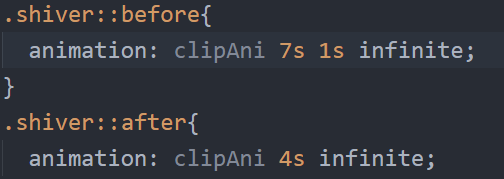 .shiver::before{
  animation: clipAni 7s 1s infinite;
}
.shiver::after{
  animation: clipAni 4s infinite;